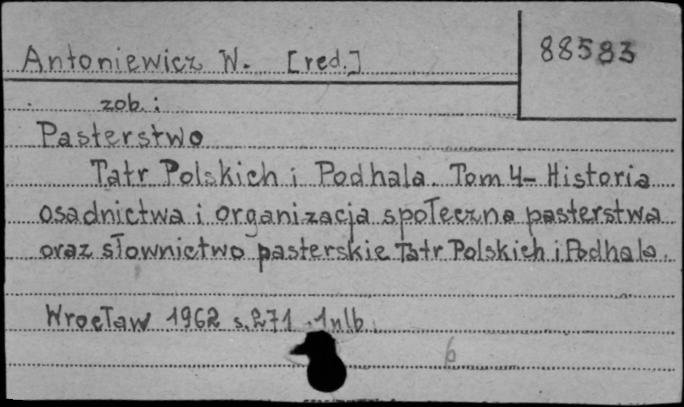 Antoniewicz W. [red.]
88583
zob.:
Pasterstwo
Tatr Polskich i Podhala. Tom 4 - Historia
osadnictwa i organizacja społeczna pasterstwa
oraz słownictwo pasterskie Tatr Polskich i Podhala.
Wrocław 1962 s. 271. 1 nlb.
6